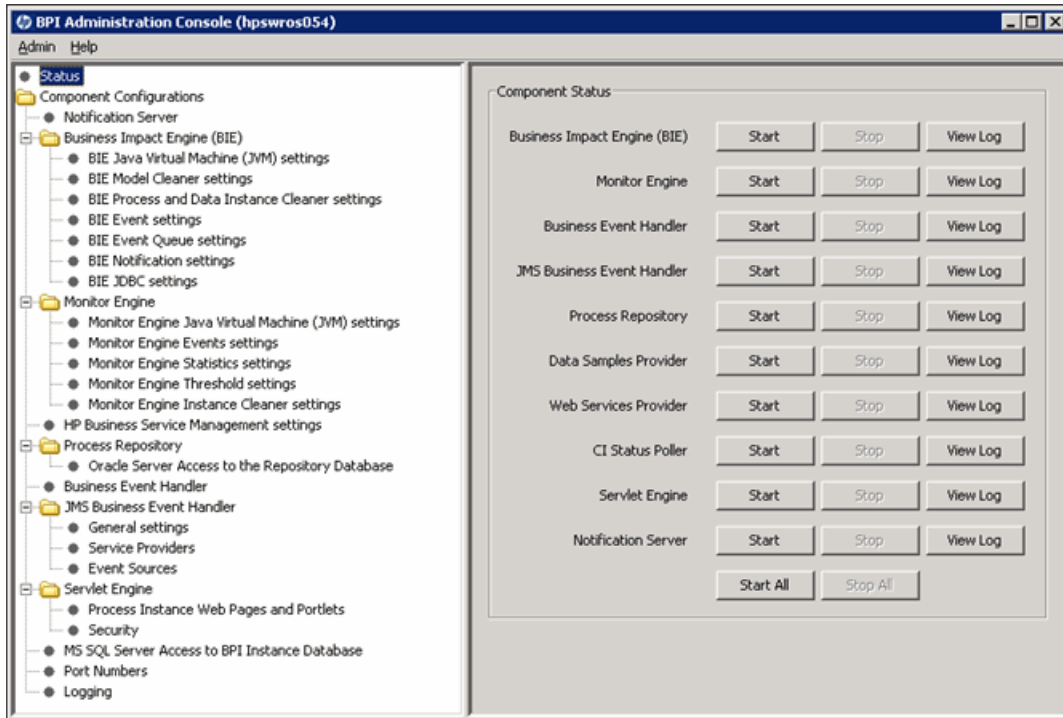 BPI Administration Console (hpswros054)
Admin Help
Status
Component Configurations
Notification Server
Business Impact Engine (BIE)
BIE Java Virtual Machine (JVM) settings
BIE Model Cleaner settings
BIE Process and Data Instance Cleaner settings
BIE Event settings
BIE Event Queue settings
BIE Notification settings
BIE JDBC settings
Monitor Engine
Monitor Engine Java Virtual Machine (JVM) settings
Monitor Engine Events settings
Monitor Engine Statistics settings
Monitor Engine Threshold settings
Monitor Engine Instance Cleaner settings
HP Business Service Management settings
Process Repository
Oracle Server Access to the Repository Database
Business Event Handler
JMS Business Event Handler
General settings
Service Providers
Event Sources
Servlet Engine
Process Instance Web Pages and Portlets
Security
MS SQL Server Access to BPI Instance Database
Port Numbers
Logging
Component Status
Business Impact Engine (BIE) Start Stop View Log
Monitor Engine Start Stop View Log
Business Event Handler Start Stop View Log
JMS Business Event Handler Start Stop View Log
Process Repository Start Stop View Log
Data Samples Provider Start Stop View Log
Web Services Provider Start Stop View Log
CI Status Poller Start Stop View Log
Servlet Engine Start Stop View Log
Notification Server Start Stop View Log
Start All Stop All